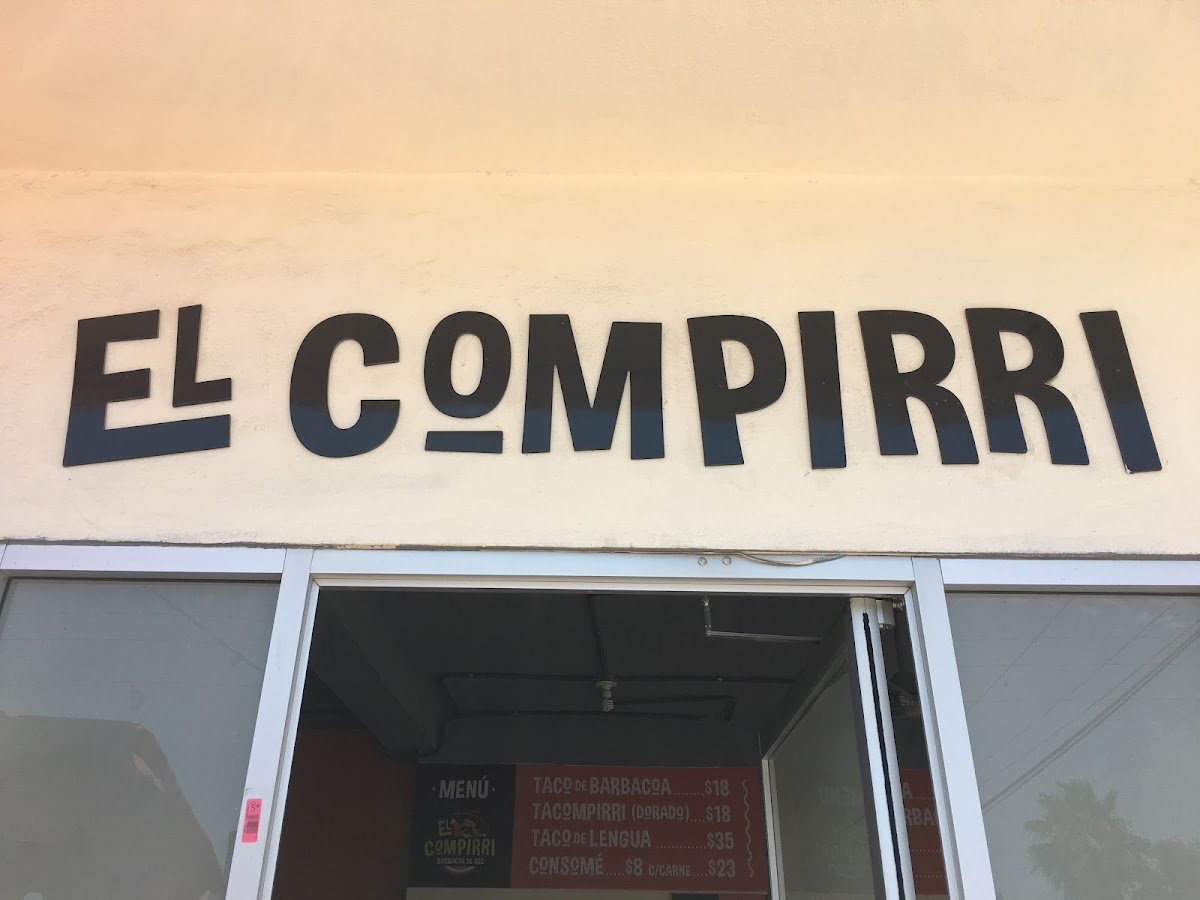 EL COMPIRRI
MENÚ
EL
COMPIRRI
BARBACOA DE RES
TACO DE BARBACOA........$18
TACOMPIRRI (DORADO)....$18
TACO DE LENGUA ............$35
CONSOMÉ.....$8 C/CARNE....$23